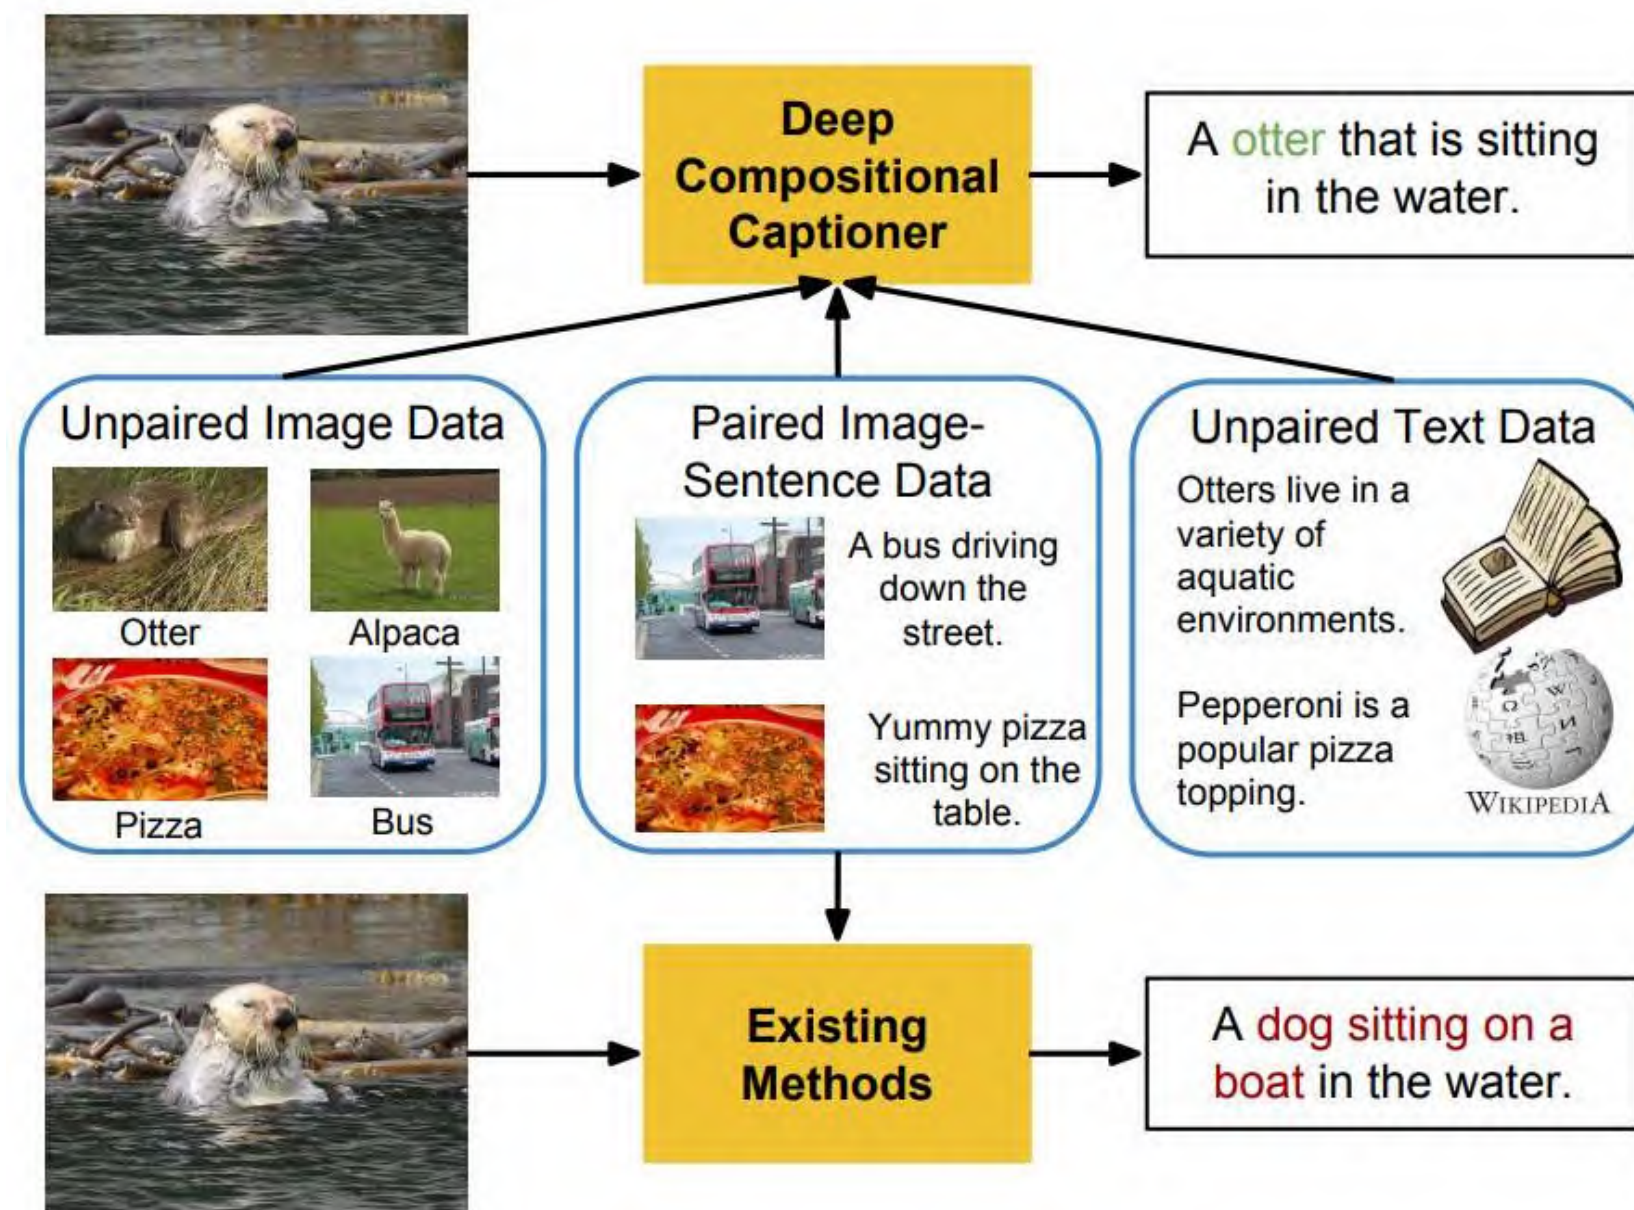 Deep
Compositional
Captioner
A otter that is sitting
in the water.
Unpaired Image Data
Otter
Alpaca
Pizza
Bus
Paired Image-
Sentence Data
A bus driving
down the
street.
Yummy pizza
sitting on the
table.
Unpaired Text Data
Otters live in a
variety of
aquatic
environments.
Pepperoni is a
popular pizza
topping.
WIKIPEDIA
Existing
Methods
A dog sitting on a
boat in the water.